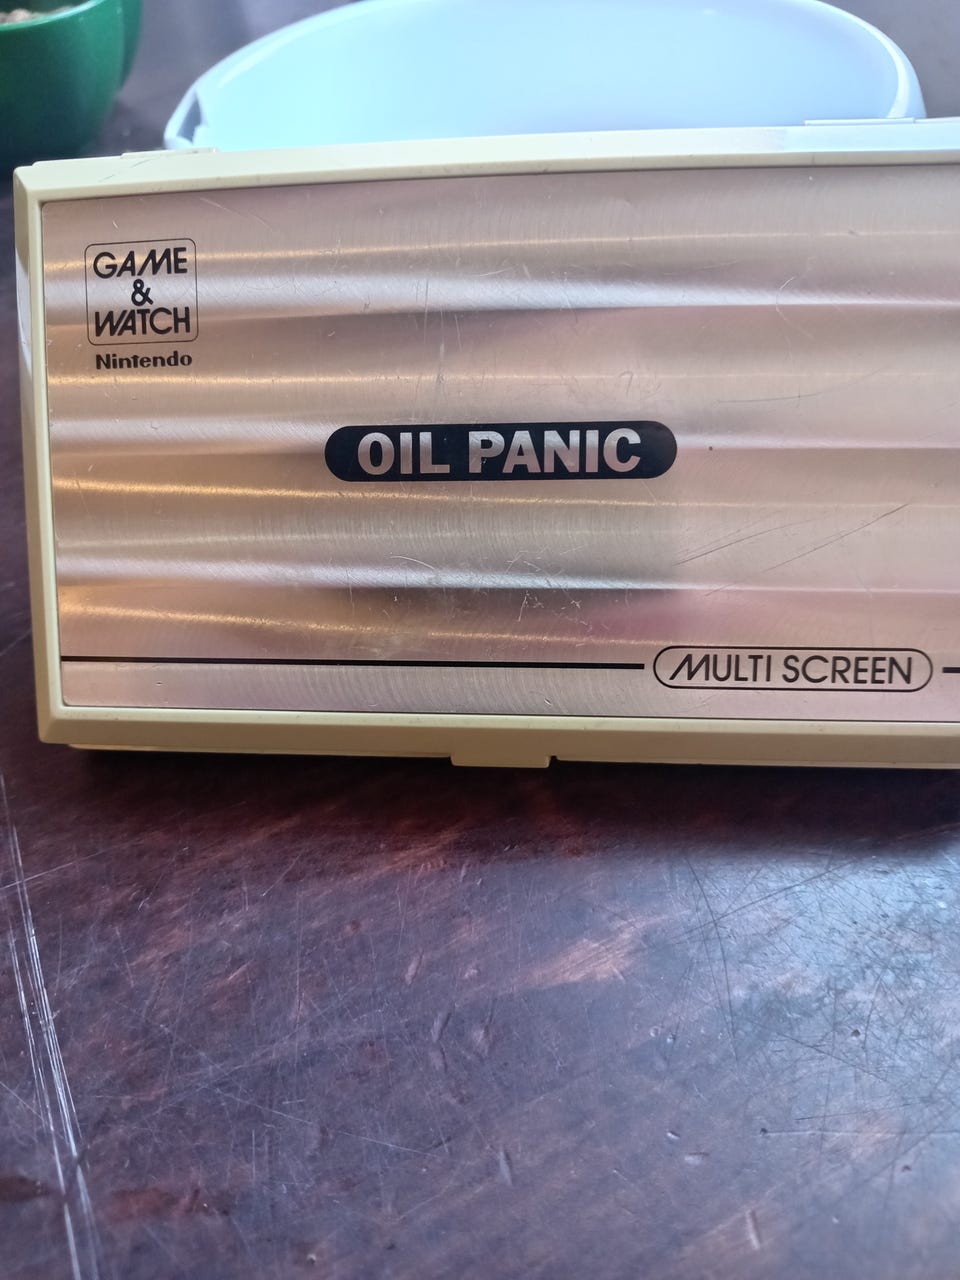 GAME
&
WATCH
Nintendo
OIL PANIC
MULTI SCREEN